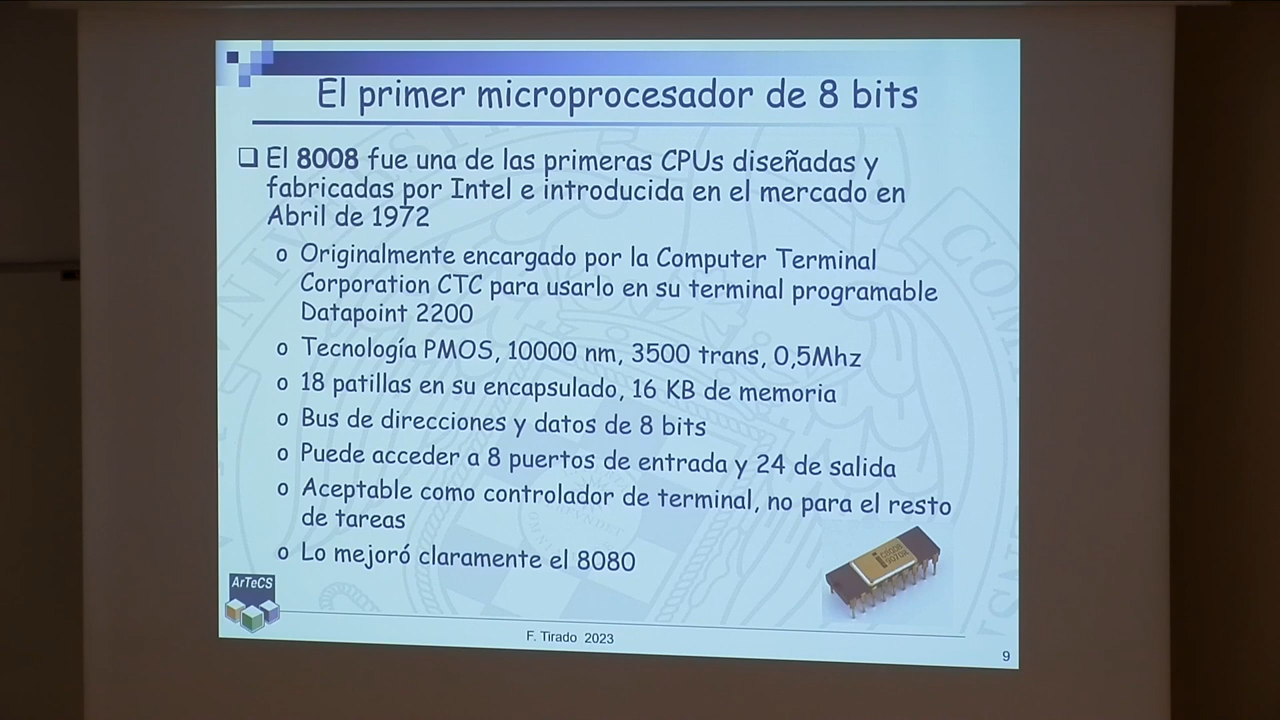 El primer microprocesador de 8 bits
El 8008 fue una de las primeras CPUs diseñadas y
fabricadas por Intel e introducida en el mercado en
Abril de 1972
o Originalmente encargado por la Computer Terminal
Corporation CTC para usarlo en su terminal programable
Datapoint 2200
o Tecnología PMOS, 10000 nm, 3500 trans, 0,5Mhz
o 18 patillas en su encapsulado, 16 KB de memoria
o Bus de direcciones y datos de 8 bits
o Puede acceder a 8 puertos de entrada y 24 de salida
o Aceptable como controlador de terminal, no para el resto
de tareas
o Lo mejoró claramente el 8080
ArTeCS
F. Tirado 2023
9